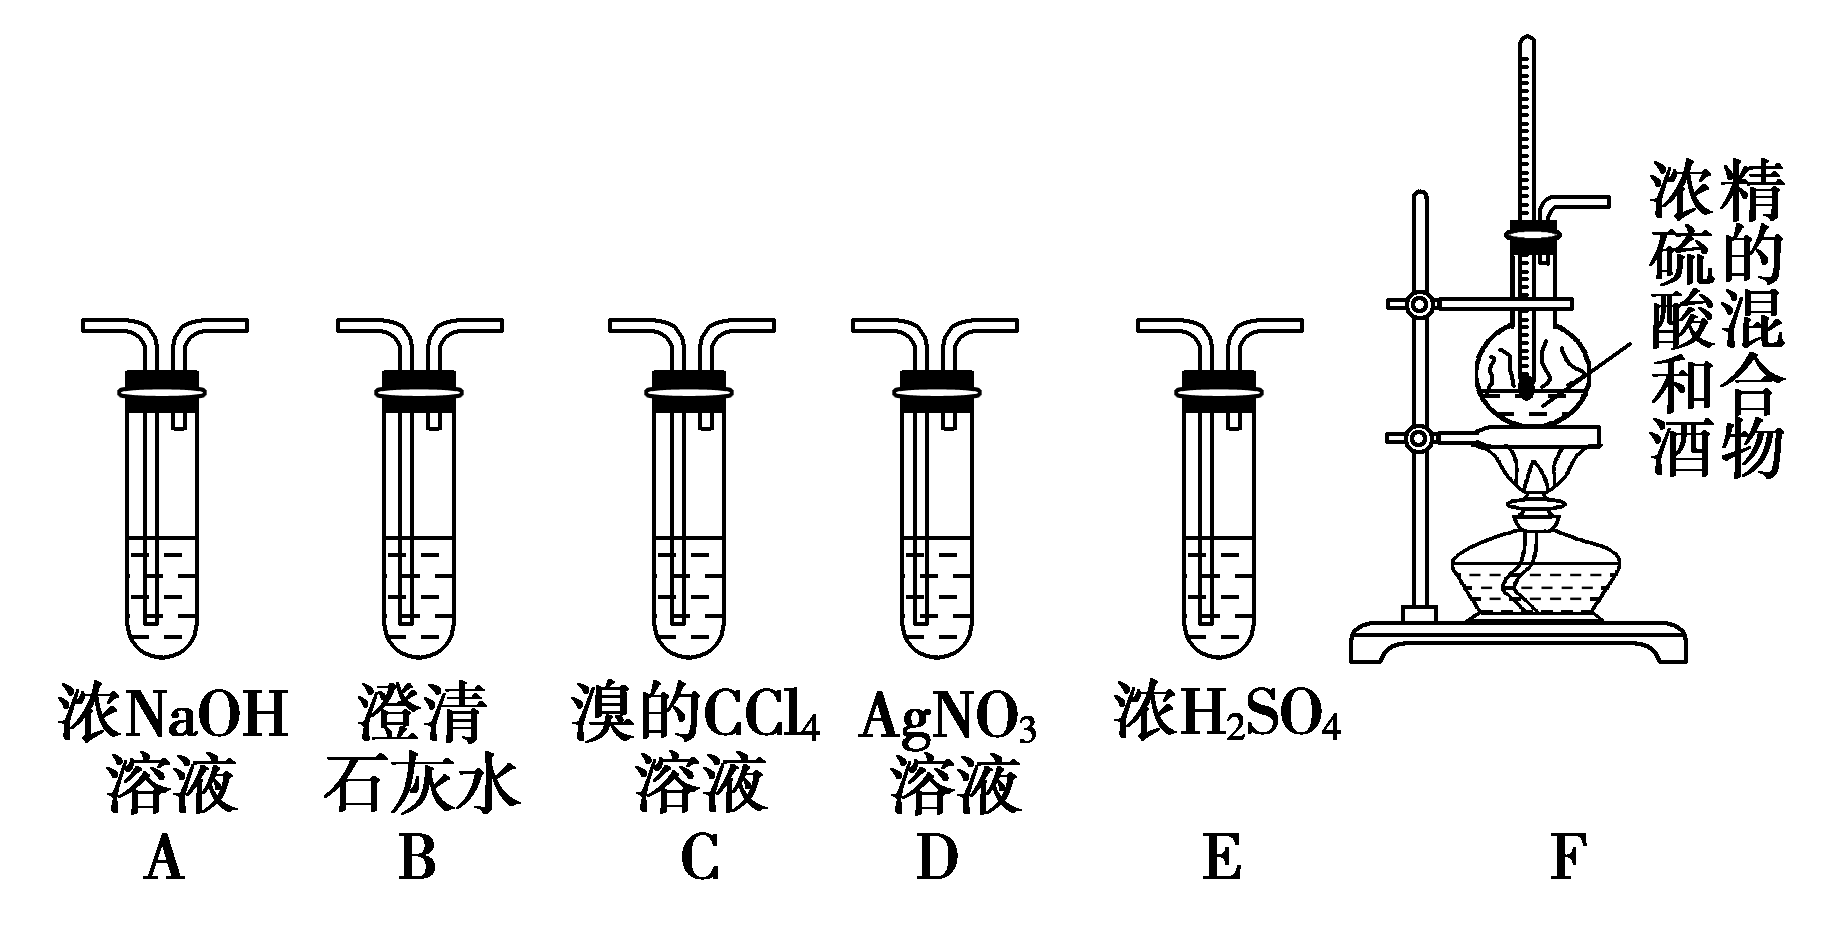 浓硫酸和酒
精的混合物
浓NaOH
溶液
A
澄清
石灰水
B
溴的CCl₄
溶液
C
AgNO₃
溶液
D
浓H₂SO₄
E
F